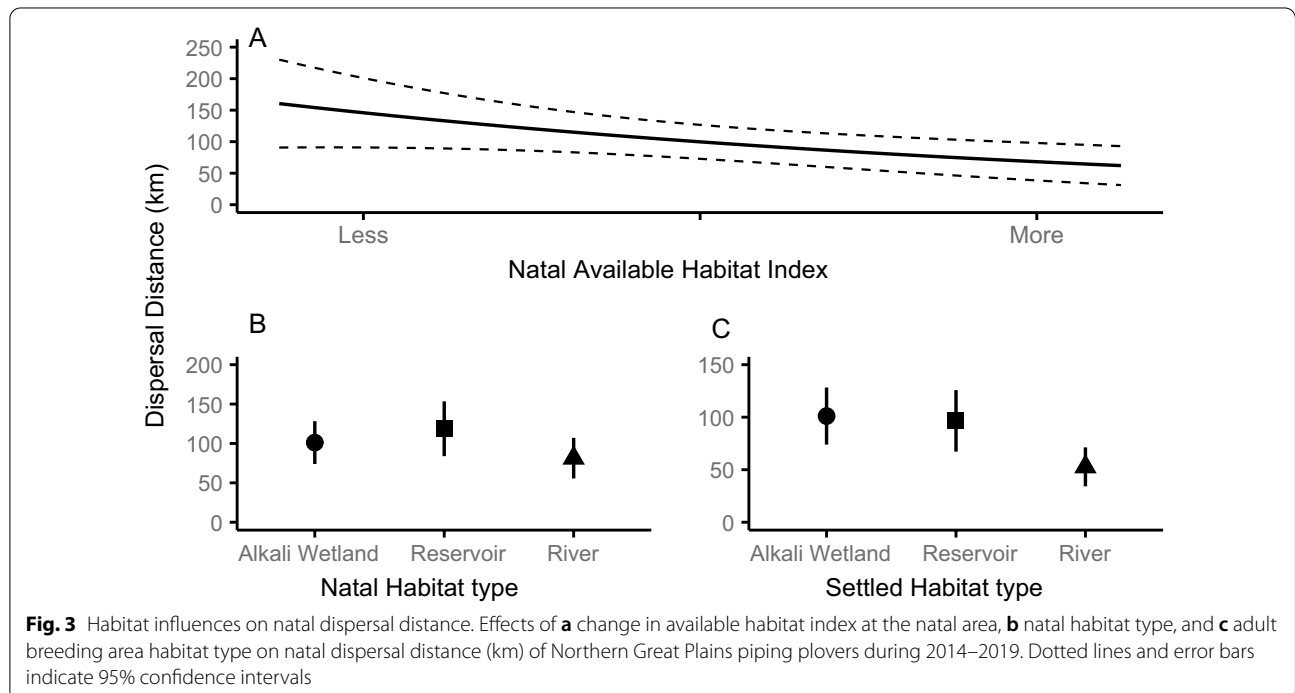 A
250
200
150
100
50
0
Dispersal Distance (km)
Less
More
Natal Available Habitat Index
B
200
150
100
50
0
Alkali Wetland Reservoir River
Natal Habitat type
C
150
100
50
0
Alkali Wetland Reservoir River
Settled Habitat type
Fig. 3 Habitat influences on natal dispersal distance. Effects of a change in available habitat index at the natal area, b natal habitat type, and c adult
breeding area habitat type on natal dispersal distance (km) of Northern Great Plains piping plovers during 2014–2019. Dotted lines and error bars
indicate 95% confidence intervals